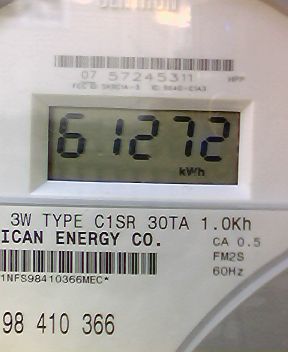 07 57245311 HPP
61272
kWh
3W TYPE C1SR 30TA 1.0Kh
ICAN ENERGY CO.
CA 0.5
FM2S
60Hz
1NFS98410366MEC*
98 410 366